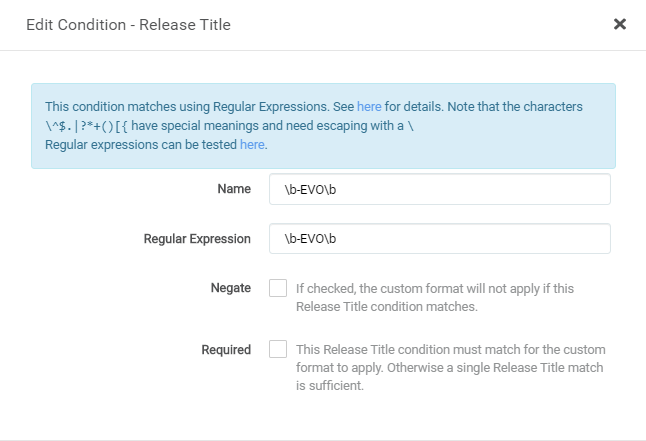 Edit Condition - Release Title
This condition matches using Regular Expressions. See here for details. Note that the characters
\^$.|?*+()[{ have special meanings and need escaping with a \
Regular expressions can be tested here.
Name
\b-EVO\b
Regular Expression
\b-EVO\b
Negate
If checked, the custom format will not apply if this
Release Title condition matches.
Required
This Release Title condition must match for the custom
format to apply. Otherwise a single Release Title match
is sufficient.